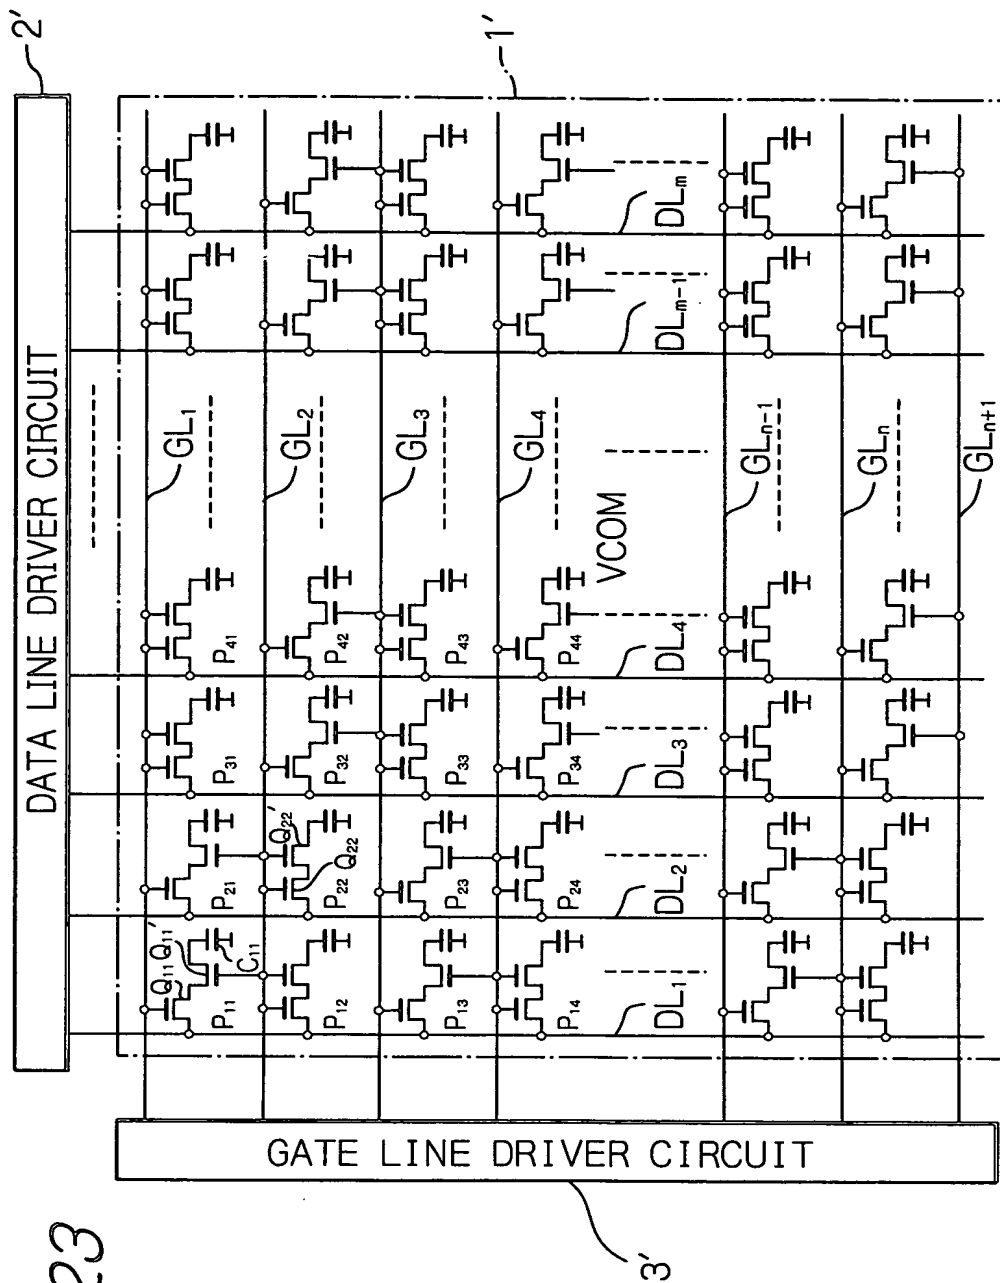 23
DATA LINE DRIVER CIRCUIT
2'
1'
GATE LINE DRIVER CIRCUIT
3'
GL1
GL2
GL3
GL4
GLn-1
GLn
GLn+1
VCOM
DL1
DL2
DL3
DL4
DLm-1
DLm
P11
Q11
Q11'
C11
P21
P31
P41
P12
P22
Q22
Q22'
P32
P42
P13
P23
P33
P43
P14
P24
P34
P44